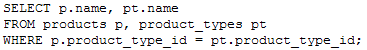 SELECT p.name, pt.name
FROM products p, product_types pt
WHERE p.product_type_id = pt.product_type_id;